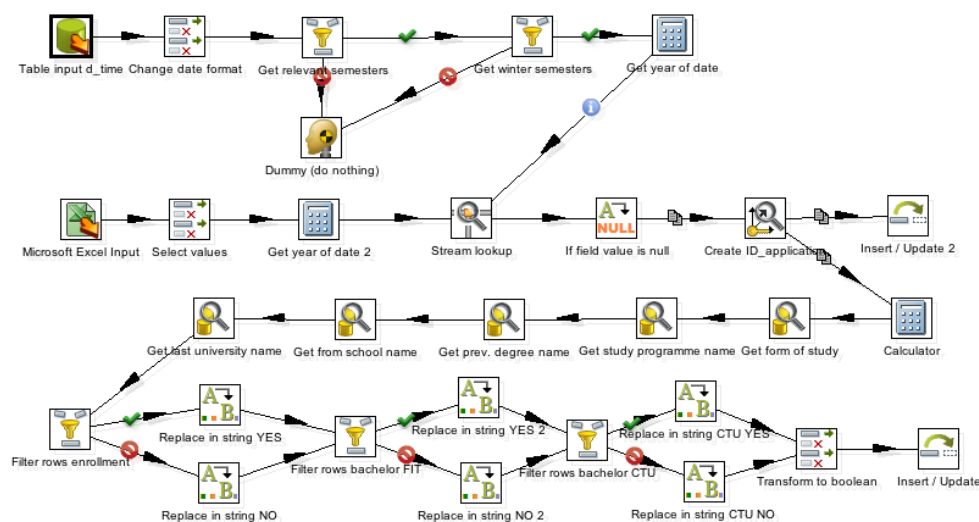 Table input d_time
Change date format
Get relevant semesters
Get winter semesters
Get year of date
Dummy (do nothing)
Microsoft Excel Input
Select values
Get year of date 2
Stream lookup
NULL
If field value is null
Create ID_application
Insert / Update 2
Get last university name
Get from school name
Get prev. degree name
Get study programme name
Get form of study
Calculator
Filter rows enrollment
Replace in string YES
Replace in string NO
Filter rows bachelor FIT
Replace in string YES 2
Replace in string NO 2
Filter rows bachelor CTU
Replace in string CTU YES
Replace in string CTU NO
Transform to boolean
Insert / Update